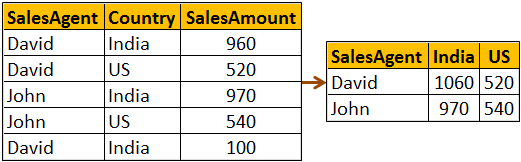 SalesAgent Country SalesAmount
David India 960
David US 520
John India 970
John US 540
David India 100
SalesAgent India US
David 1060 520
John 970 540